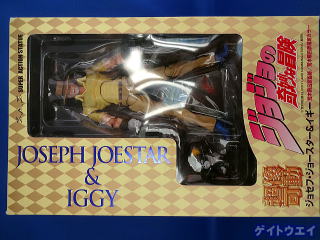 SUPER ACTION STATUE
JOSEPH JOESTAR
&
IGGY
ジョジョの
奇妙な冒険
ジョセフ・ジョースター&イギー
超像可動
ゲイトウエイ